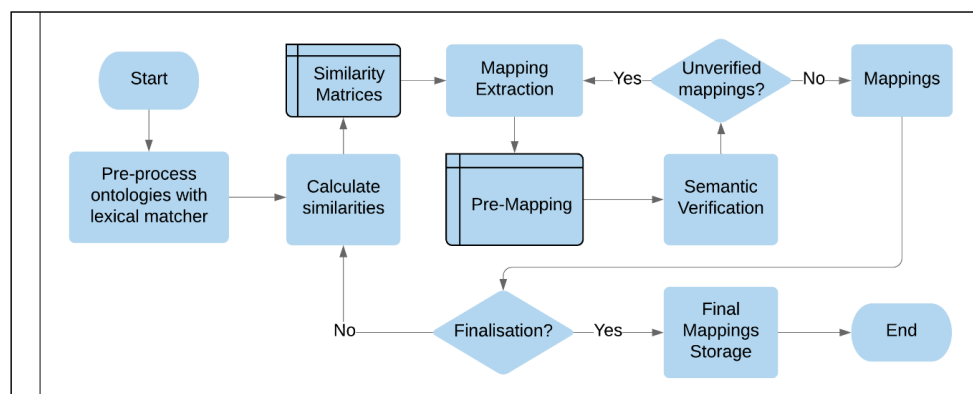 Start
Pre-process
ontologies with
lexical matcher
Calculate
similarities
Similarity
Matrices
Mapping
Extraction
Pre-Mapping
Semantic
Verification
Unverified
mappings?
Yes
No
Mappings
Finalisation?
No
Yes
Final
Mappings
Storage
End